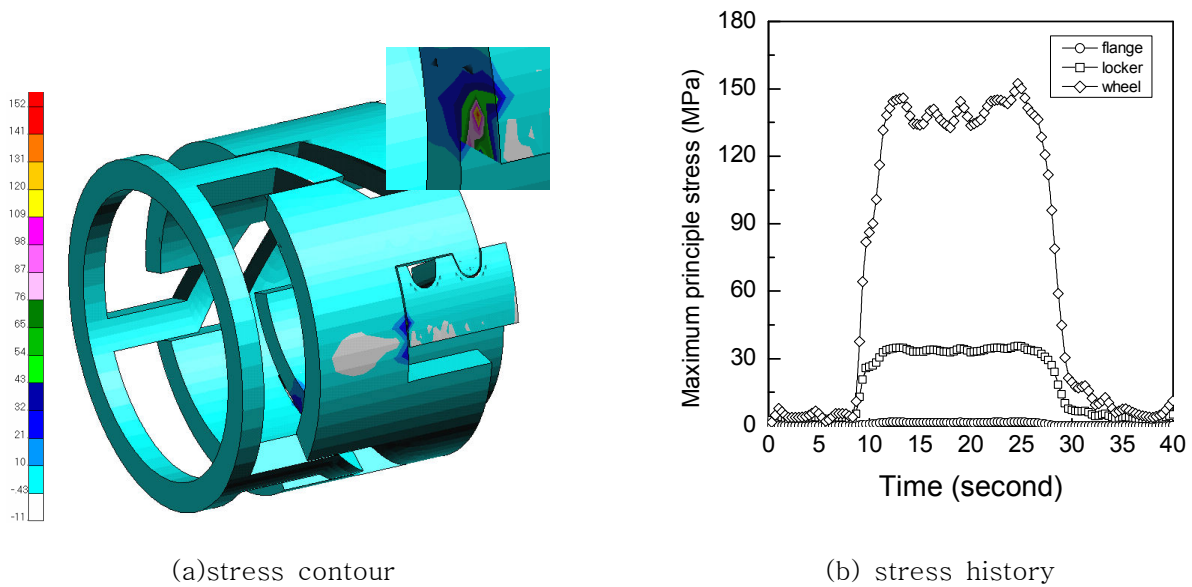 152
141
131
120
109
98
87
76
65
54
43
32
21
10
-.43
-11
(a)stress contour
180
150
120
90
60
30
0
Maximum principle stress (MPa)
flange
locker
wheel
0 5 10 15 20 25 30 35 40
Time (second)
(b) stress history